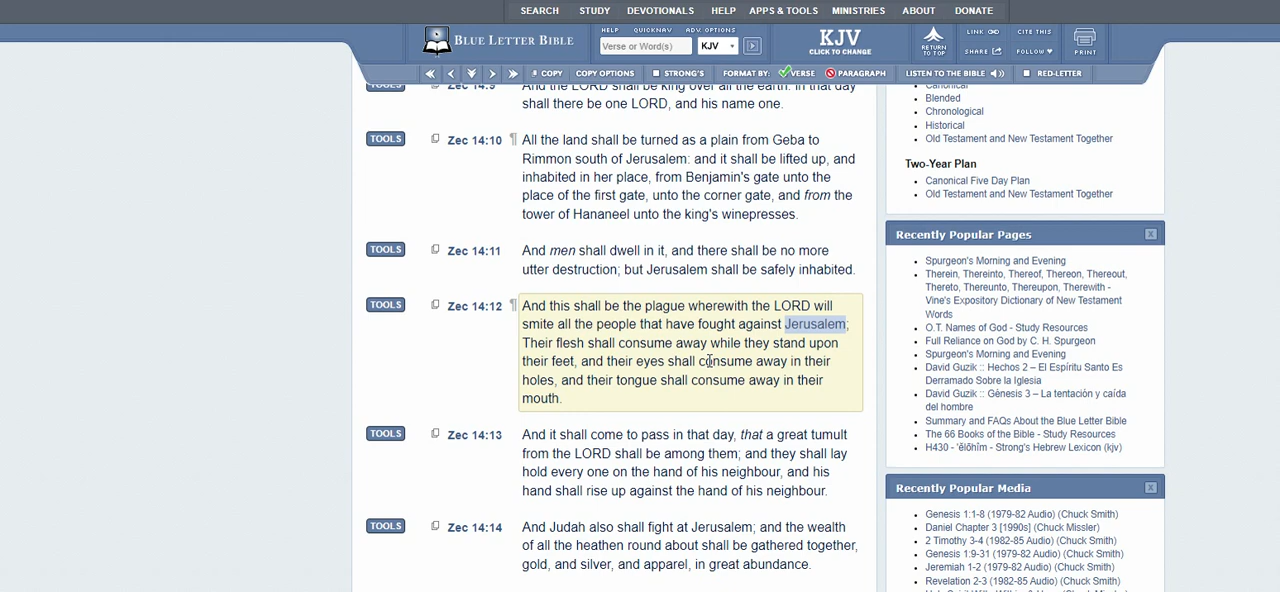 SEARCH STUDY DEVOTIONALS HELP APPS & TOOLS MINISTRIES ABOUT DONATE
BLUE LETTER BIBLE
HELP QUICKNAV ADV. OPTIONS
Verse or Word(s) KJV
KJV
CLICK TO CHANGE
RETURN
TO TOP
LINK
SHARE
CITE THIS
FOLLOW
PRINT
COPY COPY OPTIONS STRONG'S FORMAT BY: VERSE PARAGRAPH LISTEN TO THE BIBLE RED-LETTER
TOOLS Zec 14:9 And the LORD shall be king over all the earth: in that day
shall there be one LORD, and his name one.
TOOLS Zec 14:10 ¶ All the land shall be turned as a plain from Geba to
Rimmon south of Jerusalem: and it shall be lifted up, and
inhabited in her place, from Benjamin's gate unto the
place of the first gate, unto the corner gate, and from the
tower of Hananeel unto the king's winepresses.
TOOLS Zec 14:11 And men shall dwell in it, and there shall be no more
utter destruction; but Jerusalem shall be safely inhabited.
TOOLS Zec 14:12 ¶ And this shall be the plague wherewith the LORD will
smite all the people that have fought against Jerusalem;
Their flesh shall consume away while they stand upon
their feet, and their eyes shall consume away in their
holes, and their tongue shall consume away in their
mouth.
TOOLS Zec 14:13 And it shall come to pass in that day, that a great tumult
from the LORD shall be among them; and they shall lay
hold every one on the hand of his neighbour, and his
hand shall rise up against the hand of his neighbour.
TOOLS Zec 14:14 And Judah also shall fight at Jerusalem; and the wealth
of all the heathen round about shall be gathered together,
gold, and silver, and apparel, in great abundance.
Canonical
Blended
Chronological
Historical
Old Testament and New Testament Together
Two-Year Plan
Canonical Five Day Plan
Old Testament and New Testament Together
Recently Popular Pages
Spurgeon's Morning and Evening
Therein, Thereinto, Thereof, Thereon, Thereout,
Thereto, Thereunto, Thereupon, Therewith -
Vine's Expository Dictionary of New Testament
Words
O.T. Names of God - Study Resources
Full Reliance on God by C. H. Spurgeon
Spurgeon's Morning and Evening
David Guzik :: Hechos 2 – El Espíritu Santo Es
Derramado Sobre la Iglesia
David Guzik :: Génesis 3 – La tentación y caída
del hombre
Summary and FAQs About the Blue Letter Bible
The 66 Books of the Bible - Study Resources
H430 - 'ĕlōhîm - Strong's Hebrew Lexicon (kjv)
Recently Popular Media
Genesis 1:1-8 (1979-82 Audio) (Chuck Smith)
Daniel Chapter 3 [1990s] (Chuck Missler)
2 Timothy 3-4 (1982-85 Audio) (Chuck Smith)
Genesis 1:9-31 (1979-82 Audio) (Chuck Smith)
Jeremiah 1-2 (1979-82 Audio) (Chuck Smith)
Revelation 2-3 (1982-85 Audio) (Chuck Smith)